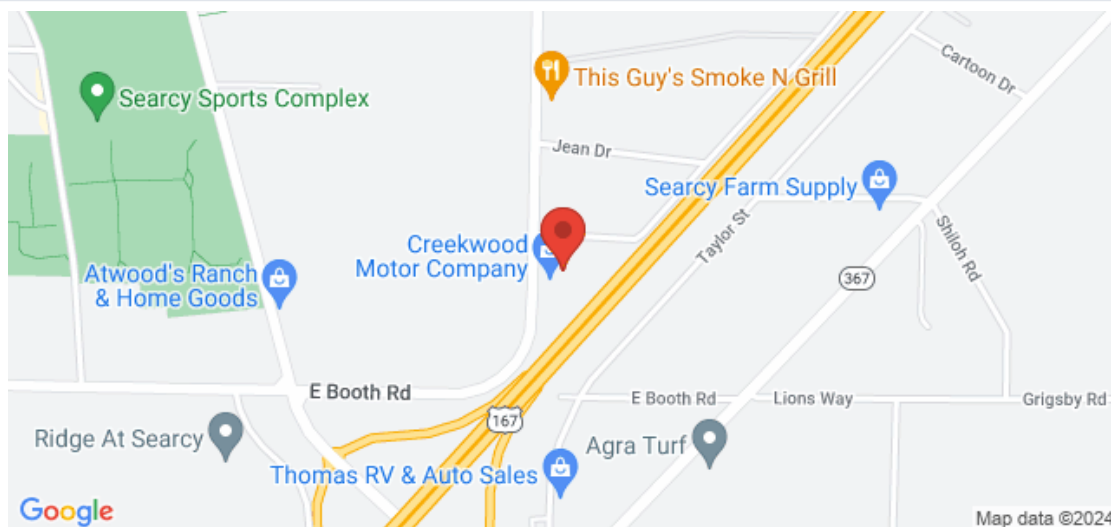 Cartoon Dr
This Guy's Smoke N Grill
Searcy Sports Complex
Jean Dr
Searcy Farm Supply
Taylor St
Shiloh Rd
Creekwood
Motor Company
Atwood's Ranch
& Home Goods
367
E Booth Rd
E Booth Rd
Lions Way
Grigsby Rd
167
Ridge At Searcy
Agra Turf
Thomas RV & Auto Sales
Google
Map data ©2024